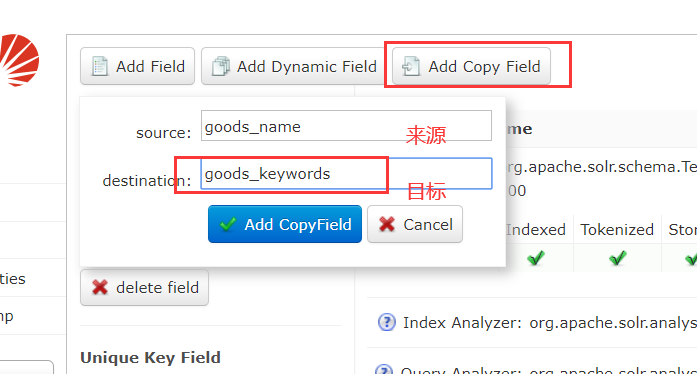 Add Field
Add Dynamic Field
Add Copy Field
source:
goods_name
来源
destination:
goods_keywords
目标
Add CopyField
Cancel
me
rg.apache.solr.schema.Te
00
Indexed
Tokenized
Stor
ties
delete field
mp
Index Analyzer: org.apache.solr.analys
Unique Key Field
Query Analyzer: org.apache.solr.analys